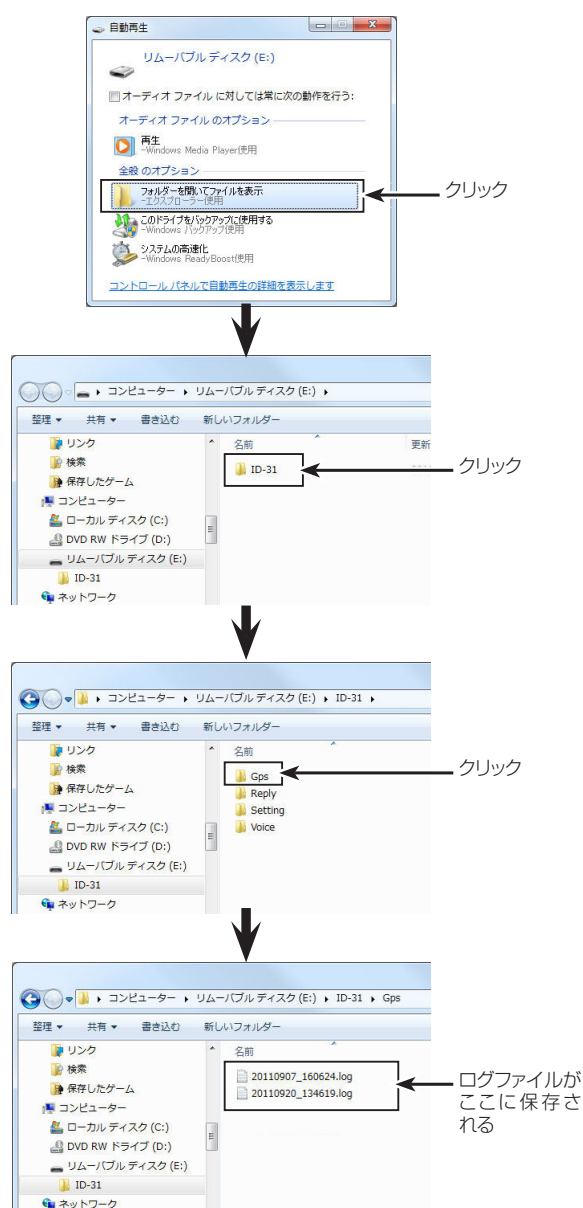 自動再生
リムーバブル ディスク (E:)
オーディオ ファイル に対しては常に次の動作を行う:
オーディオ ファイル のオプション
再生
-Windows Media Player使用
全般 のオプション
フォルダーを開いてファイルを表示
-エクスプローラー使用
クリック
このドライブをバックアップに使用する
-Windows バックアップ使用
システムの高速化
-Windows ReadyBoost使用
コントロール パネルで自動再生の詳細を表示します
コンピューター リムーバブル ディスク (E:)
整理 共有 書き込む 新しいフォルダー
リンク
検索
保存したゲーム
コンピューター
ローカル ディスク (C:)
DVD RW ドライブ (D:)
リムーバブル ディスク (E:)
ID-31
ネットワーク
名前 更新
ID-31
クリック
コンピューター リムーバブル ディスク (E:) ID-31
整理 共有 書き込む 新しいフォルダー
リンク
検索
保存したゲーム
コンピューター
ローカル ディスク (C:)
DVD RW ドライブ (D:)
リムーバブル ディスク (E:)
ID-31
ネットワーク
名前
Gps
Reply
Setting
Voice
クリック
コンピューター リムーバブル ディスク (E:) ID-31 Gps
整理 共有 書き込む 新しいフォルダー
リンク
検索
保存したゲーム
コンピューター
ローカル ディスク (C:)
DVD RW ドライブ (D:)
リムーバブル ディスク (E:)
ID-31
ネットワーク
名前
20110907_160624.log
20110920_134619.log
ログファイルが
ここに保存さ
れる